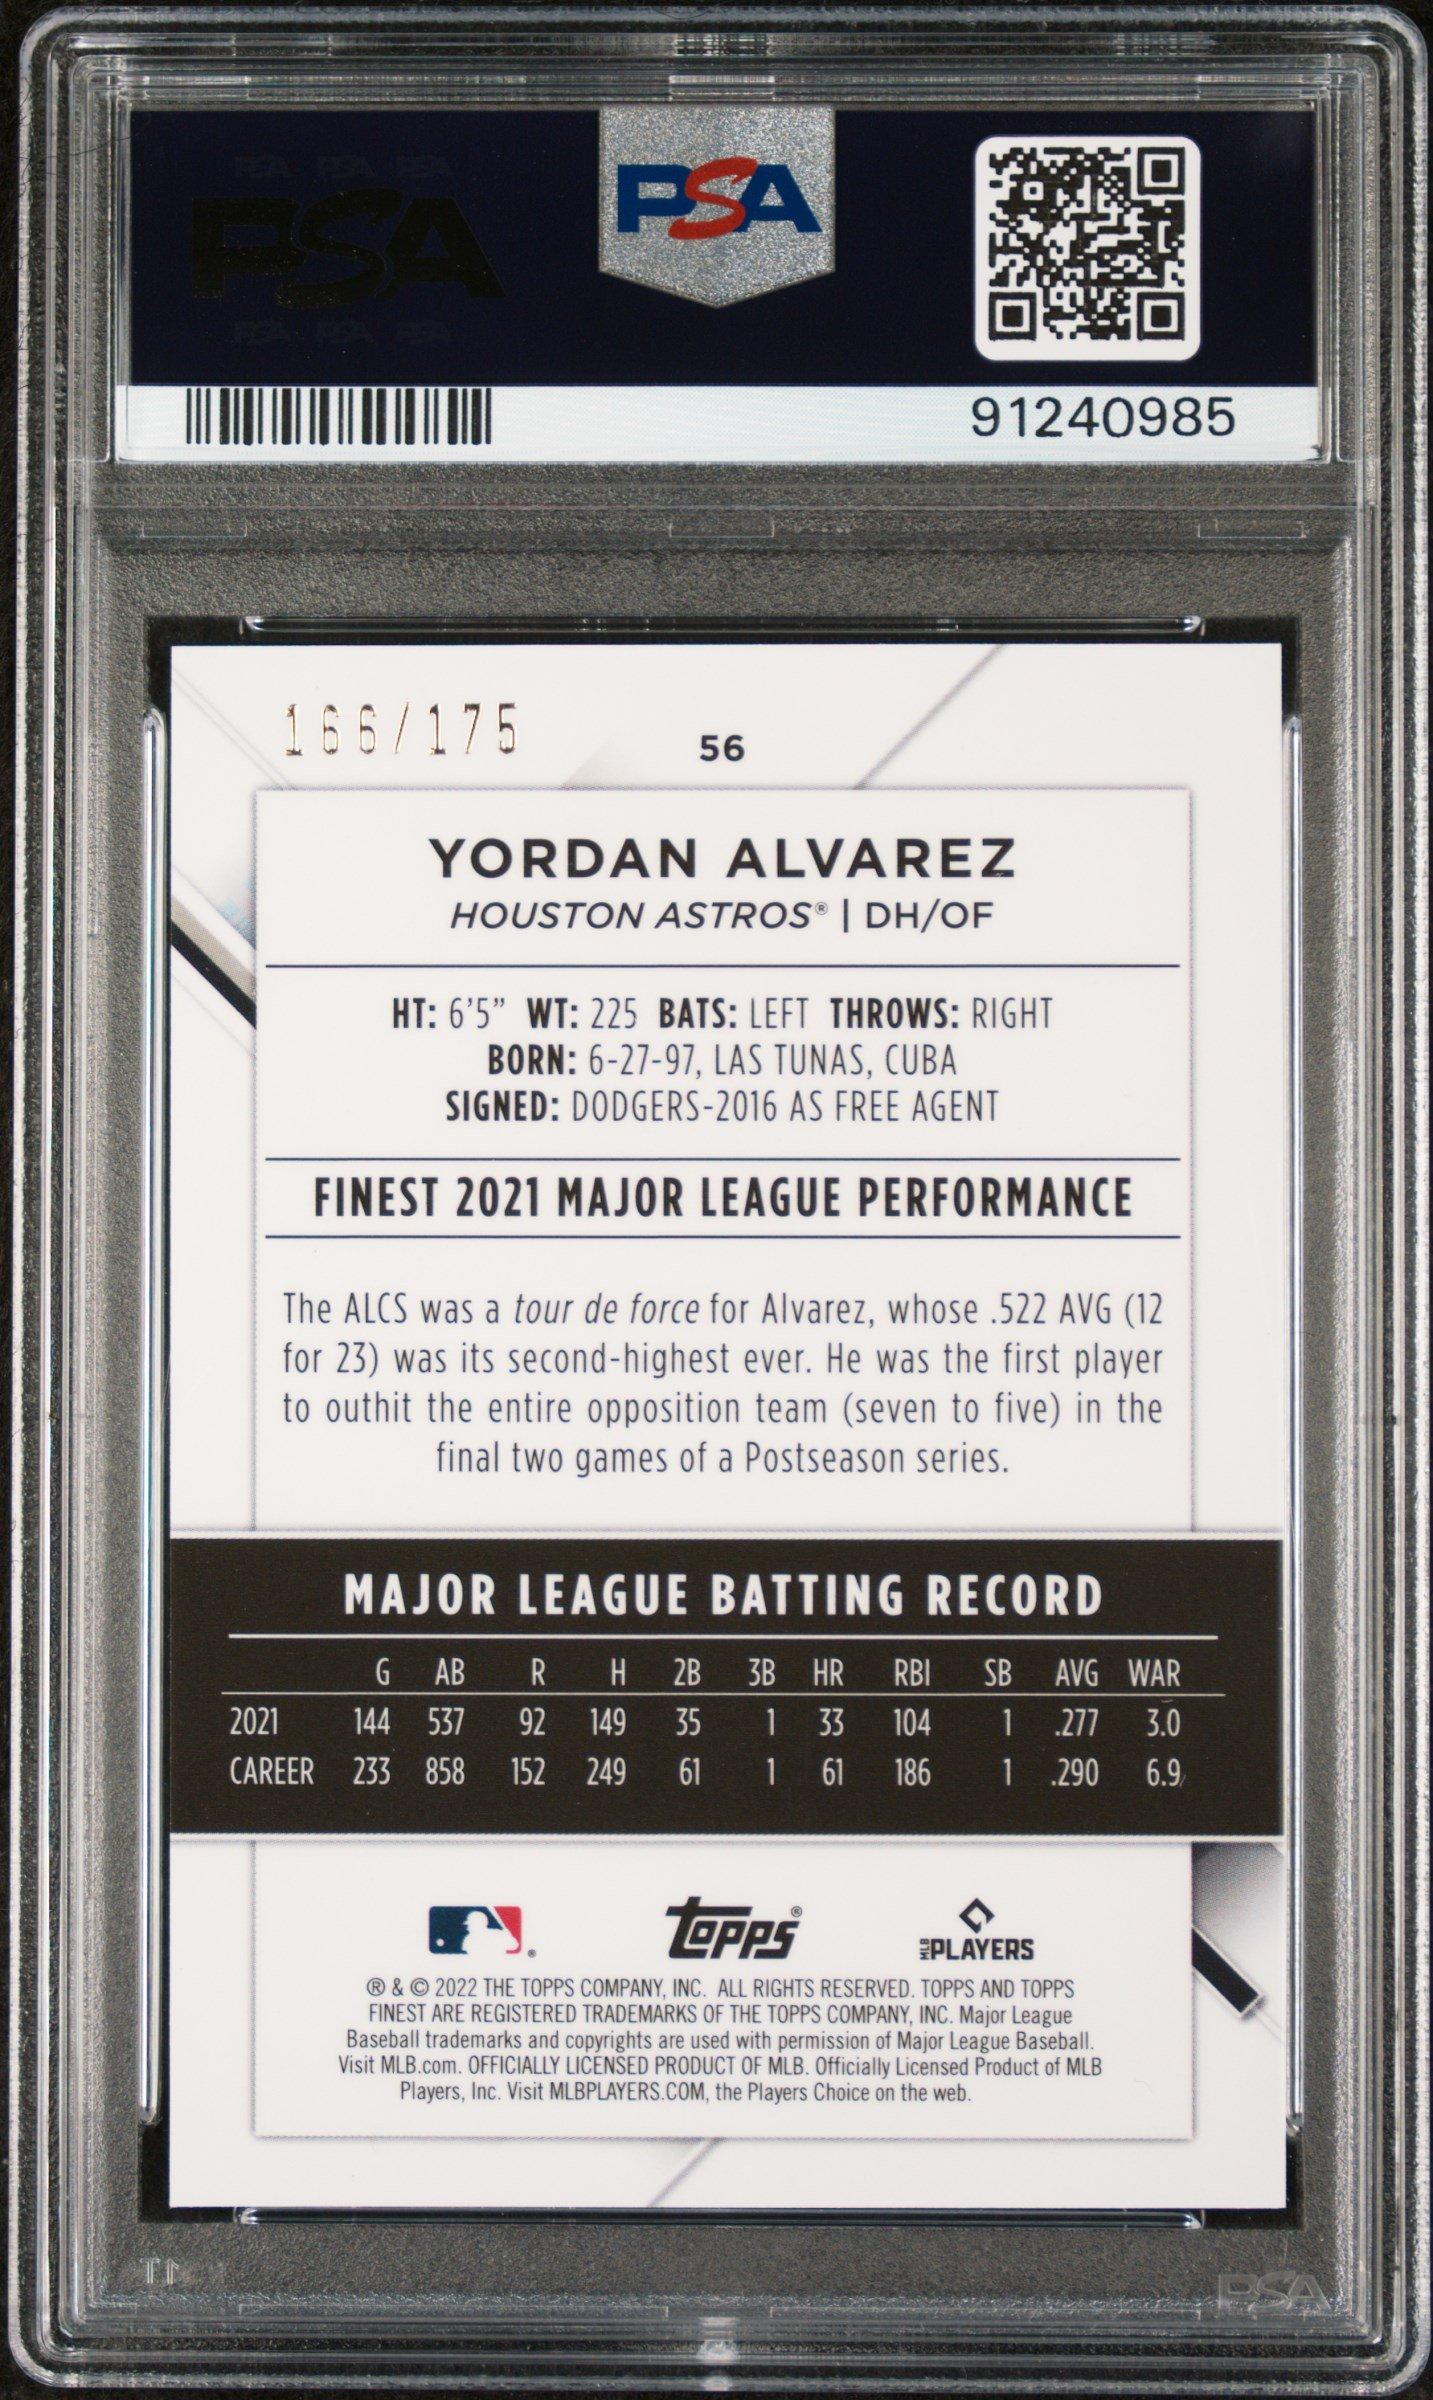 PSA PSA PSA
PSA
PSA PSA PSA
PSA
91240985
166/175
56
YORDAN ALVAREZ
HOUSTON ASTROS® | DH/OF
HT: 6'5" WT: 225 BATS: LEFT THROWS: RIGHT
BORN: 6-27-97, LAS TUNAS, CUBA
SIGNED: DODGERS-2016 AS FREE AGENT
FINEST 2021 MAJOR LEAGUE PERFORMANCE
The ALCS was a tour de force for Alvarez, whose .522 AVG (12
for 23) was its second-highest ever. He was the first player
to outhit the entire opposition team (seven to five) in the
final two games of a Postseason series.
MAJOR LEAGUE BATTING RECORD
G AB R H 2B 3B HR RBI SB AVG WAR
2021 144 537 92 149 35 1 33 104 1 .277 3.0
CAREER 233 858 152 249 61 1 61 186 1 .290 6.9
® topps® MLB PLAYERS
® & © 2022 THE TOPPS COMPANY, INC. ALL RIGHTS RESERVED. TOPPS AND TOPPS
FINEST ARE REGISTERED TRADEMARKS OF THE TOPPS COMPANY, INC. Major League
Baseball trademarks and copyrights are used with permission of Major League Baseball.
Visit MLB.com. OFFICIALLY LICENSED PRODUCT OF MLB. Officially Licensed Product of MLB
Players, Inc. Visit MLBPLAYERS.COM, the Players Choice on the web.
PSA